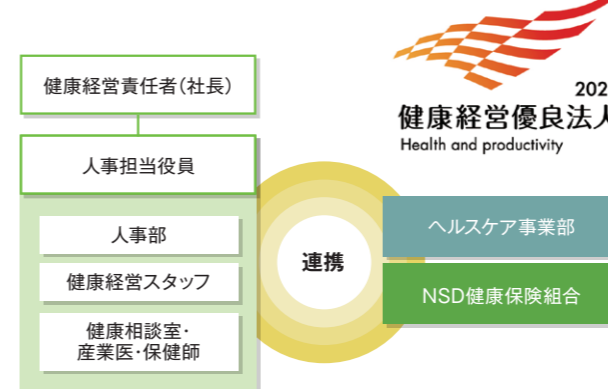 健康経営責任者(社長)
人事担当役員
人事部
健康経営スタッフ
健康相談室・
産業医・保健師
連携
ヘルスケア事業部
NSD健康保険組合
202
健康経営優良法人
Health and productivity